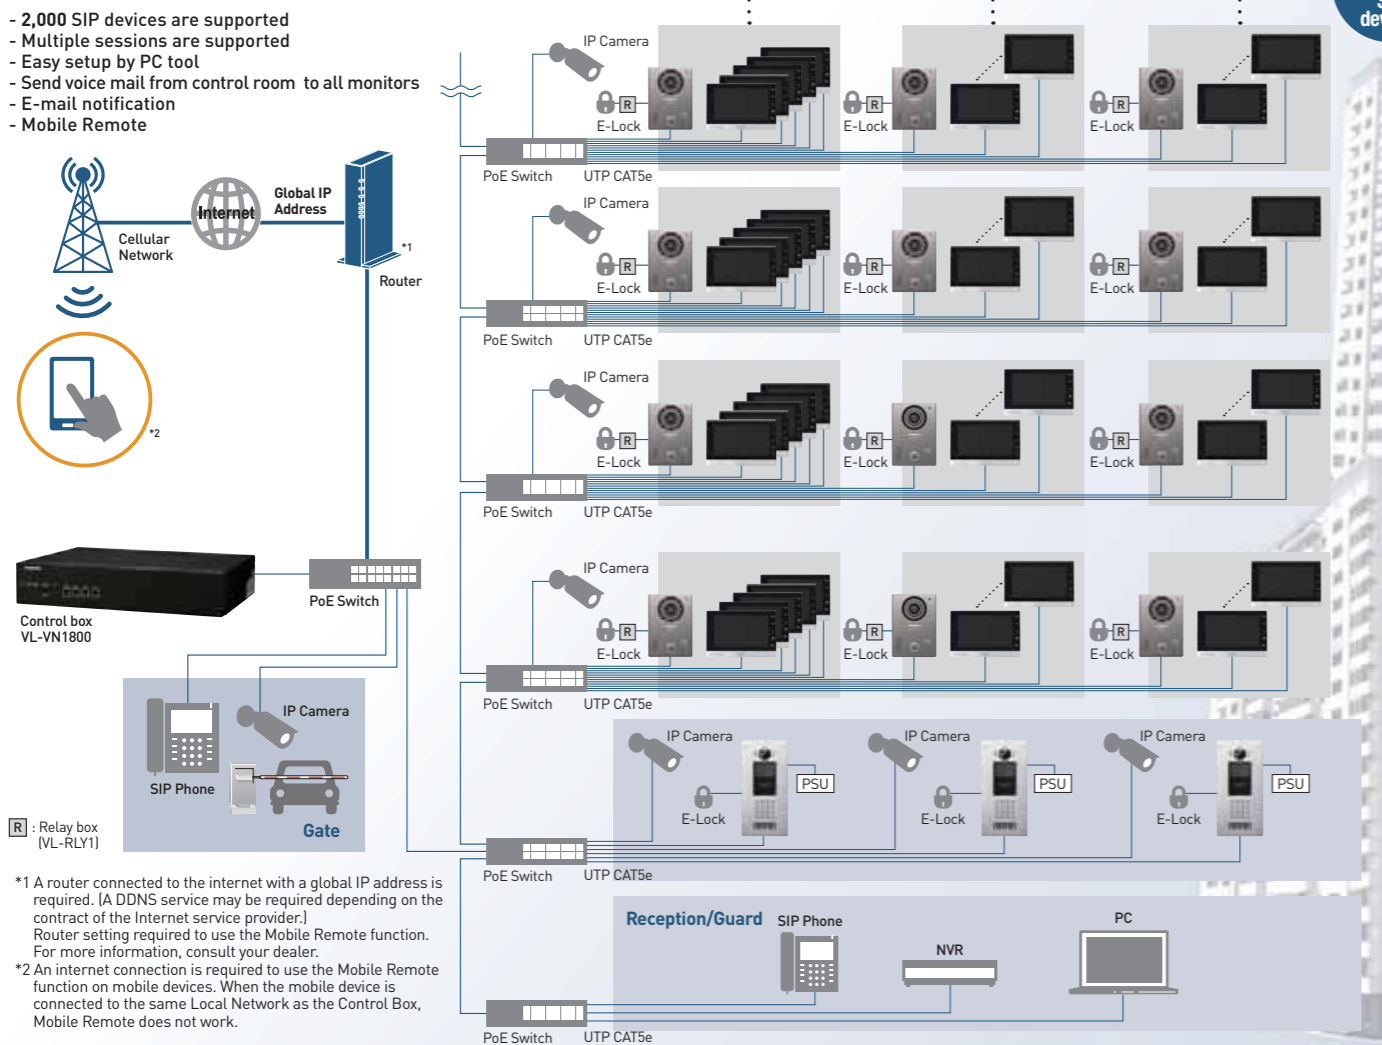 - 2,000 SIP devices are supported
- Multiple sessions are supported
- Easy setup by PC tool
- Send voice mail from control room to all monitors
- E-mail notification
- Mobile Remote
Internet
Global IP
Address
Cellular
Network
*1
Router
*2
Control box
VL-VN1800
PoE Switch
SIP Phone
IP Camera
Gate
R : Relay box
(VL-RLY1)
*1 A router connected to the internet with a global IP address is
required. (A DDNS service may be required depending on the
contract of the Internet service provider.)
Router setting required to use the Mobile Remote function.
For more information, consult your dealer.
*2 An internet connection is required to use the Mobile Remote
function on mobile devices. When the mobile device is
connected to the same Local Network as the Control Box,
Mobile Remote does not work.
IP Camera
R
E-Lock
R
E-Lock
R
E-Lock
PoE Switch
UTP CAT5e
IP Camera
R
E-Lock
R
E-Lock
R
E-Lock
PoE Switch
UTP CAT5e
IP Camera
R
E-Lock
R
E-Lock
R
E-Lock
PoE Switch
UTP CAT5e
IP Camera
R
E-Lock
R
E-Lock
R
E-Lock
PoE Switch
UTP CAT5e
IP Camera
PSU
E-Lock
IP Camera
PSU
E-Lock
IP Camera
PSU
E-Lock
PoE Switch
UTP CAT5e
Reception/Guard
SIP Phone
NVR
PC
PoE Switch
UTP CAT5e